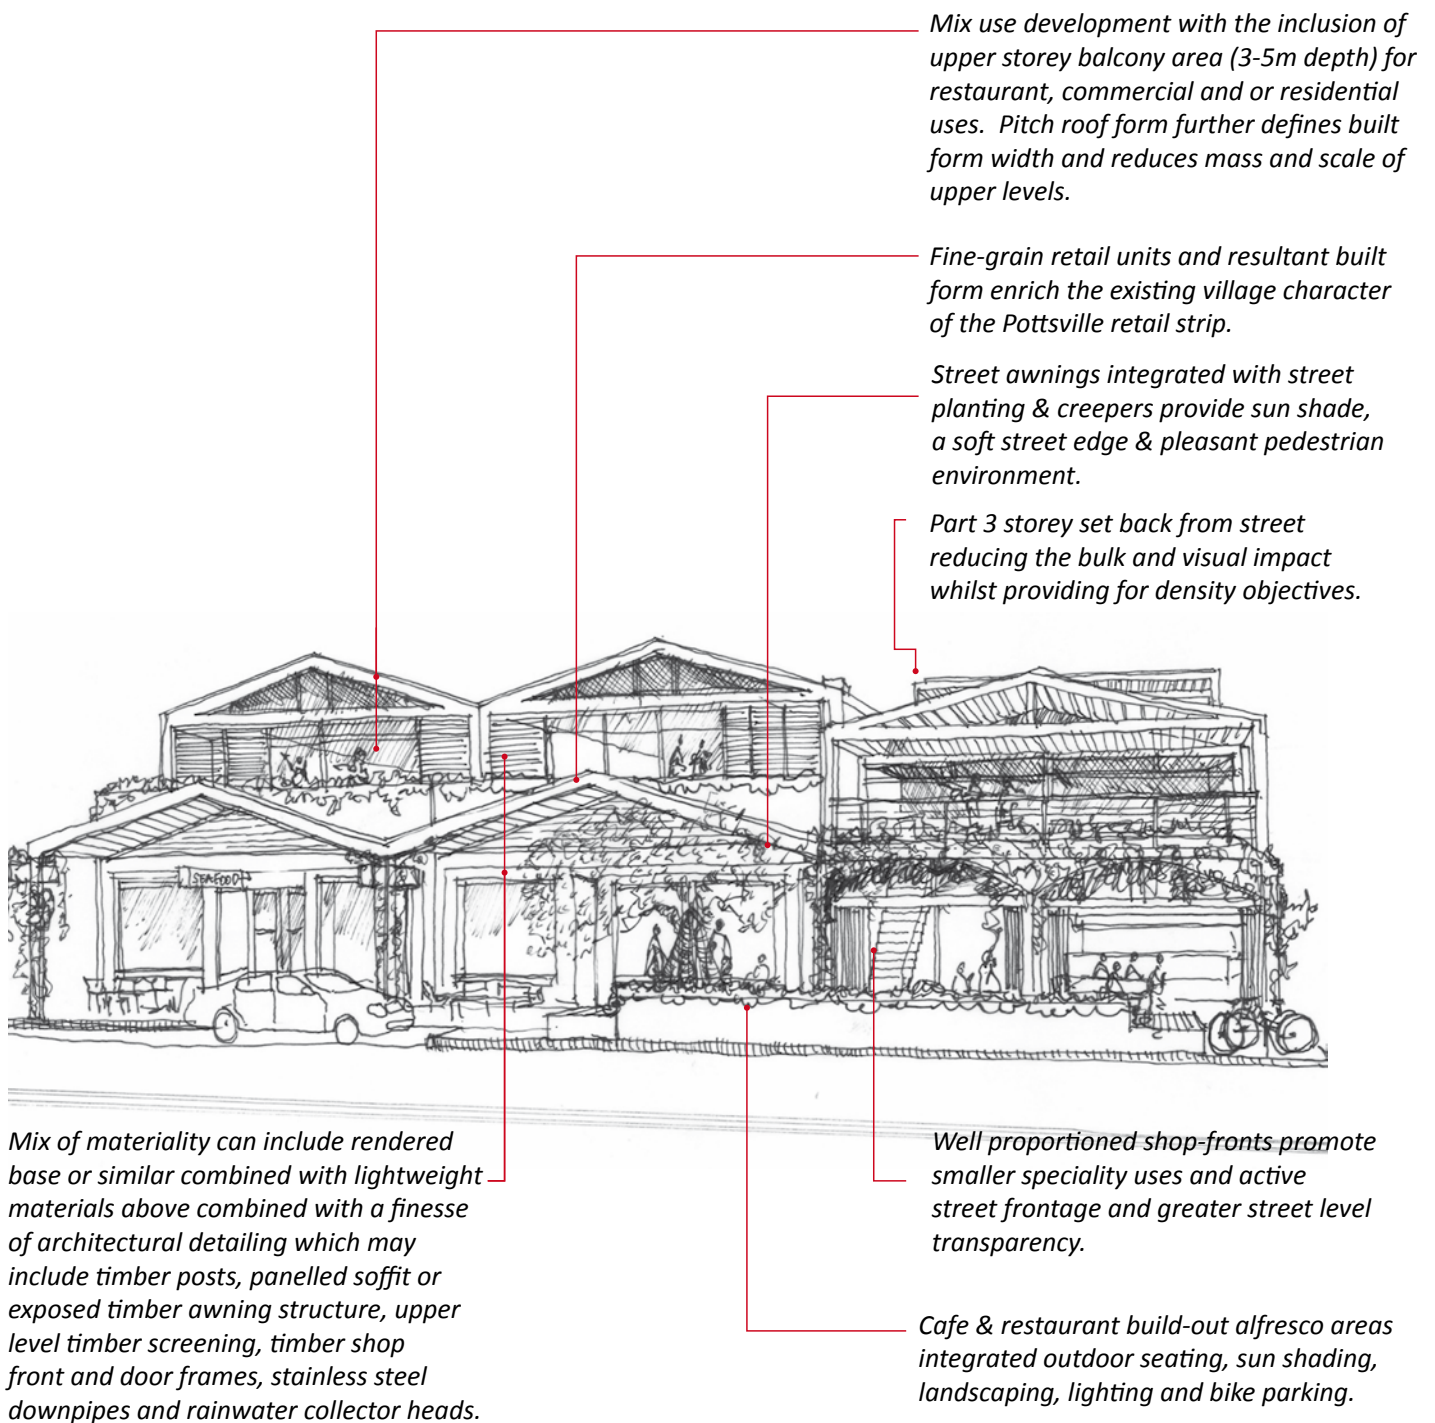 Mix use development with the inclusion of
upper storey balcony area (3-5m depth) for
restaurant, commercial and or residential
uses.  Pitch roof form further defines built
form width and reduces mass and scale of
upper levels.
Fine-grain retail units and resultant built
form enrich the existing village character
of the Pottsville retail strip.
Street awnings integrated with street
planting & creepers provide sun shade,
a soft street edge & pleasant pedestrian
environment.
Part 3 storey set back from street
reducing the bulk and visual impact
whilst providing for density objectives.
SEAFOOD
Mix of materiality can include rendered
base or similar combined with lightweight
materials above combined with a finesse
of architectural detailing which may
include timber posts, panelled soffit or
exposed timber awning structure, upper
level timber screening, timber shop
front and door frames, stainless steel
downpipes and rainwater collector heads.
Well proportioned shop-fronts promote
smaller speciality uses and active
street frontage and greater street level
transparency.
Cafe & restaurant build-out alfresco areas
integrated outdoor seating, sun shading,
landscaping, lighting and bike parking.